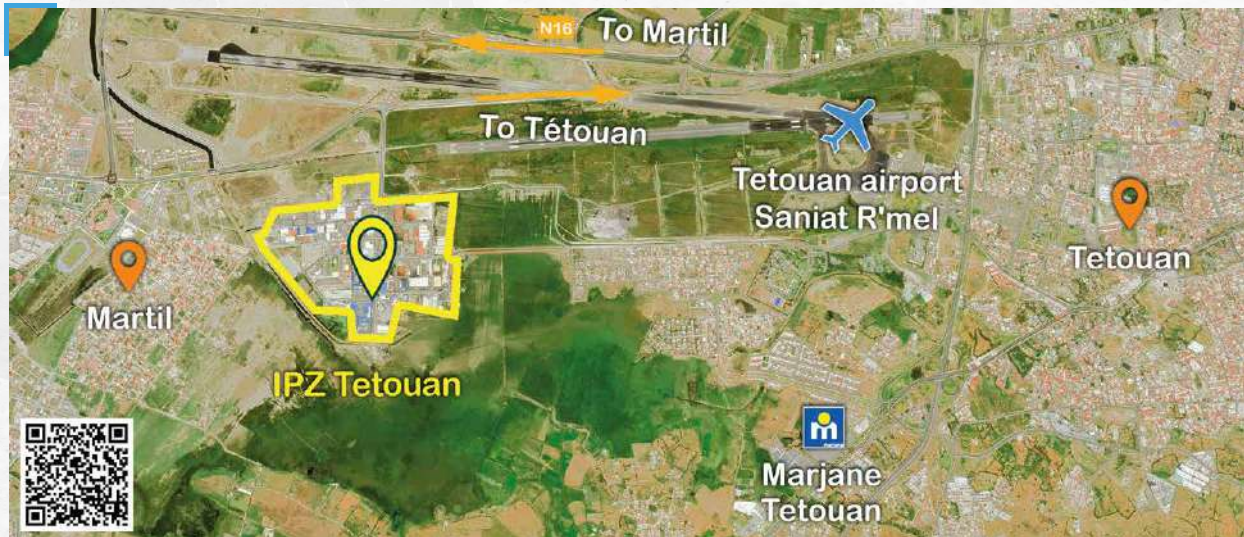 N16
To Martil
To Tétouan
Tetouan airport
Saniat R'mel
Tetouan
Martil
IPZ Tetouan
m
Marjane
Tetouan